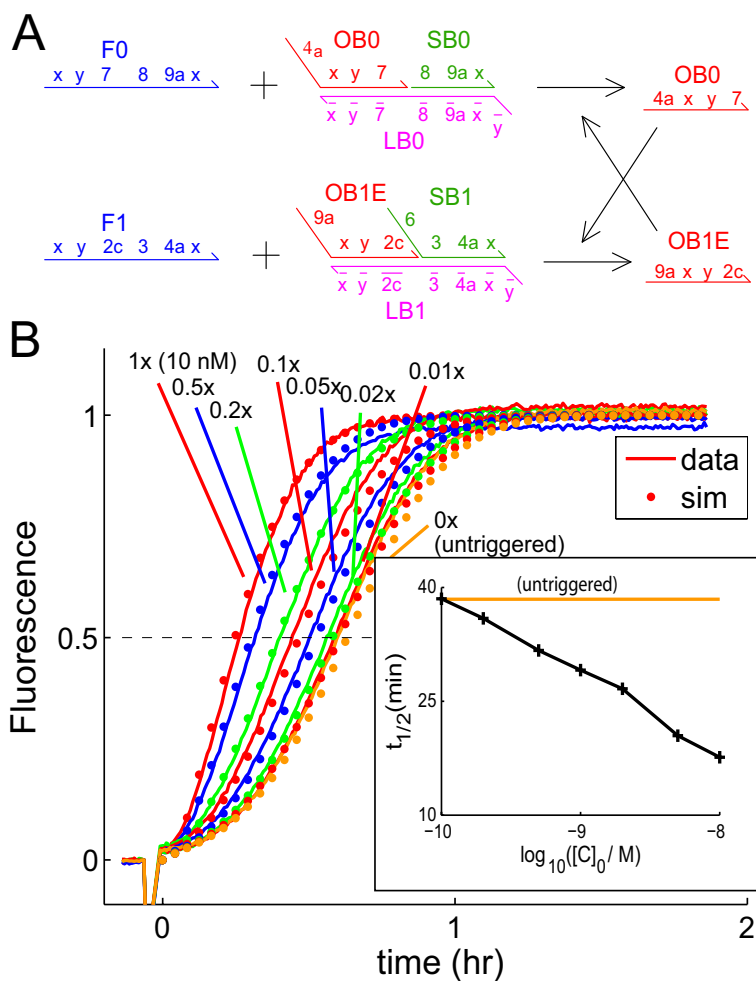 A
F0
x y 7 8 9a x
+
4a
OB0
x y 7
SB0
8 9a x
x̄ ȳ 7̄ 8̄ 9̄a x̄ ȳ
LB0
OB0
4a x y 7
F1
x y 2c 3 4a x
+
OB1E
9a
x y 2c
SB1
6
3 4a x
x̄ ȳ 2̄c̄ 3̄ 4̄a x̄ ȳ
LB1
OB1E
9a x y 2c
B
Fluorescence
1
0.5
0
1x (10 nM)
0.5x
0.2x
0.1x
0.05x
0.02x
0.01x
0x
(untriggered)
data
sim
t1/2(min)
40
25
10
(untriggered)
−10 −9 −8
log10([C]0/ M)
0 1 2
time (hr)